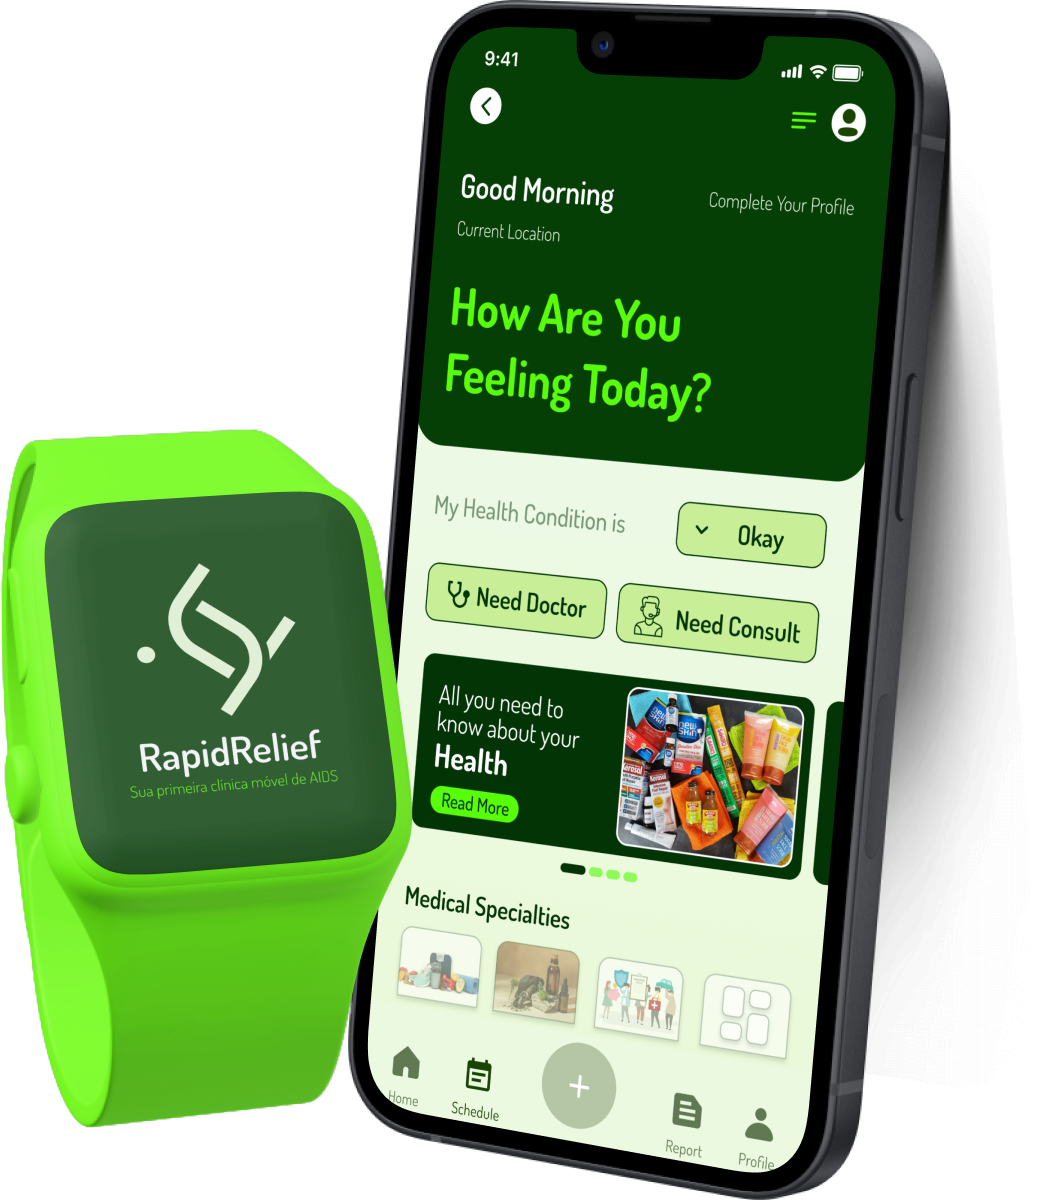 9:41
Good Morning
Complete Your Profile
Current Location
How Are You
Feeling Today?
My Health Condition is
Okay
Need Doctor
Need Consult
All you need to
know about your
Health
Read More
new
skin
Medical Specialties
Home
Schedule
Report
Profile
RapidRelief
Sua primeira clínica móvel de AIDS